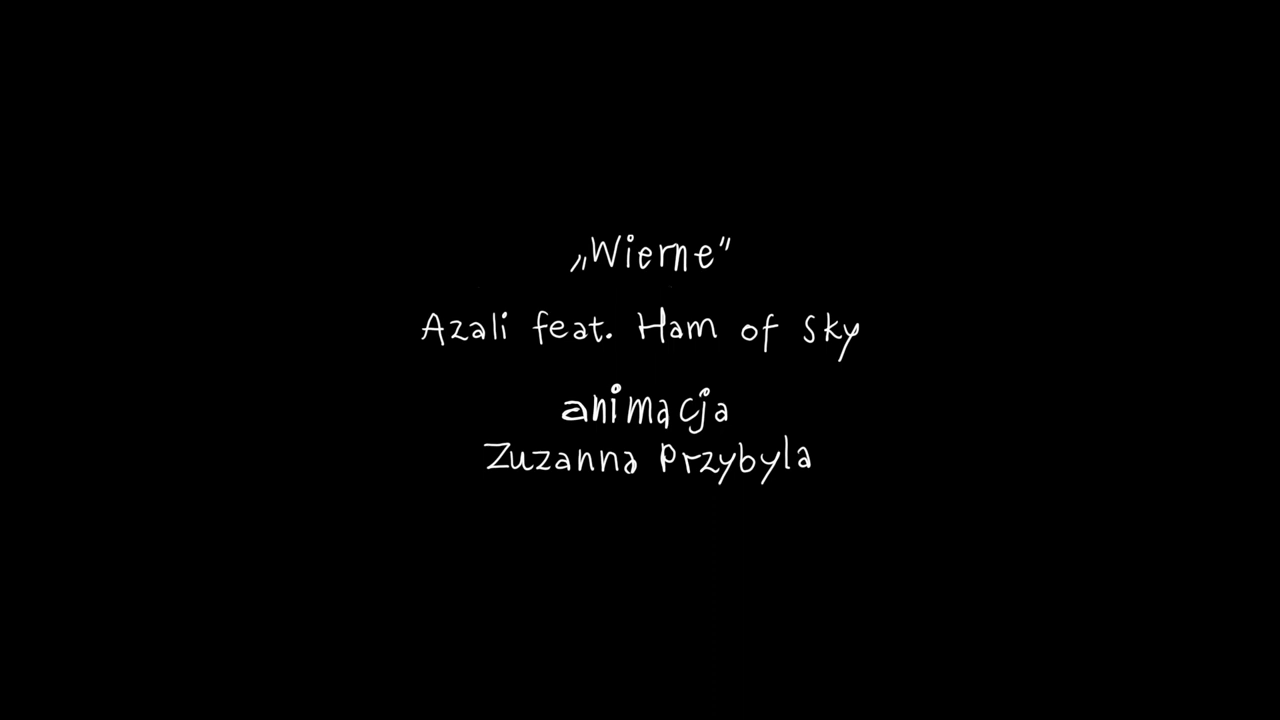 „Wierne”
Azali feat. Ham of Sky
animacja
Zuzanna Przybyla